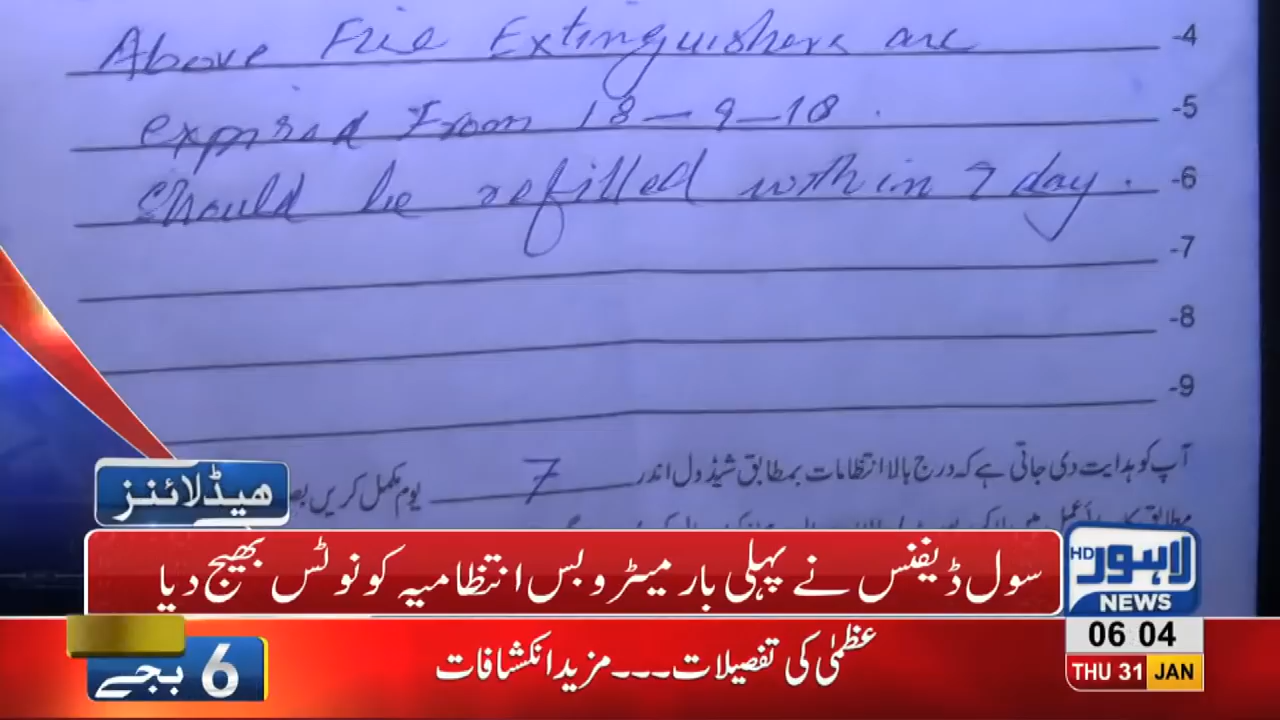 Above Fire Extinguishers are -4
expired From 18-9-18. -5
Should be refilled within 7 day. -6
-7
-8
-9
آپ کو ہدایت دی جاتی ہے کہ درج بالا انتظامات بمطابق شیڈول اندر 7 یوم مکمل کریں
ہیڈلائنز
سول ڈیفنس نے پہلی بار میٹرو بس انتظامیہ کو نوٹس بھیج دیا
لاہور HD
NEWS
عظمیٰ کی تفصیلات۔۔۔مزید انکشافات
6 بجے
06 04
THU 31 JAN